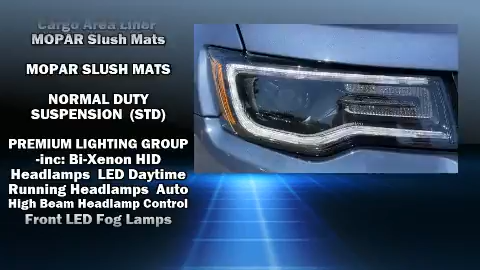 Cargo Area Liner
MOPAR Slush Mats
MOPAR SLUSH MATS
NORMAL DUTY
SUSPENSION (STD)
PREMIUM LIGHTING GROUP
-inc: Bi-Xenon HID
Headlamps LED Daytime
Running Headlamps Auto
High Beam Headlamp Control
Front LED Fog Lamps